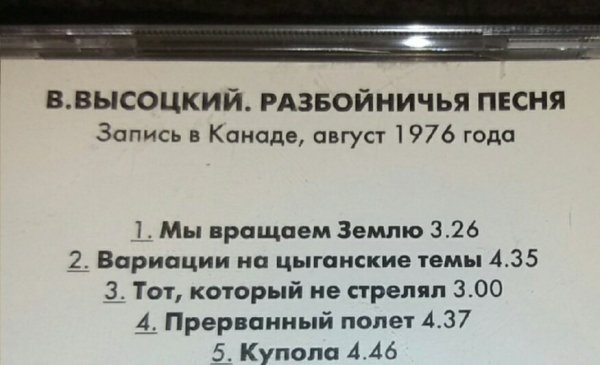 В.ВЫСОЦКИЙ. РАЗБОЙНИЧЬЯ ПЕСНЯ
Запись в Канаде, август 1976 года
1. Мы вращаем Землю 3.26
2. Вариации на цыганские темы 4.35
3. Тот, который не стрелял 3.00
4. Прерванный полет 4.37
5. Купола 4.46